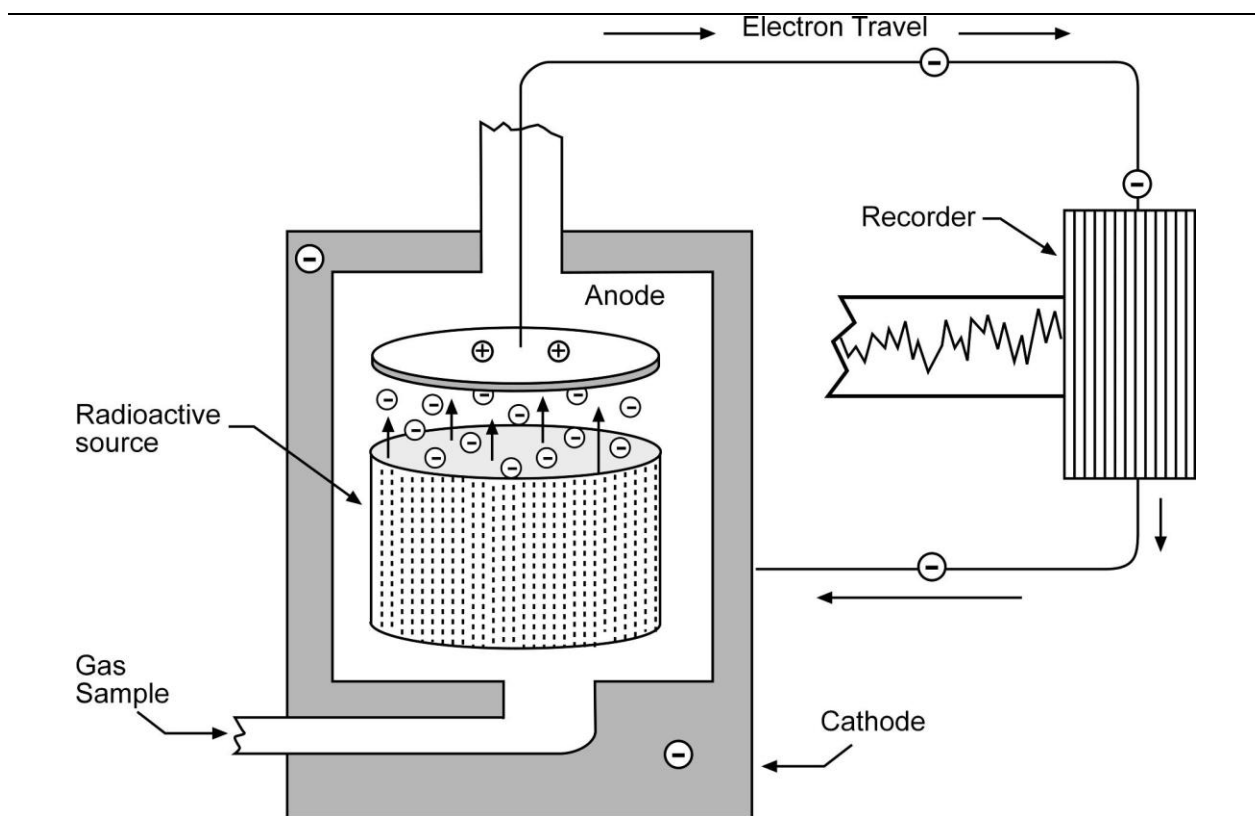 Electron Travel
Recorder
Anode
Radioactive
source
Gas
Sample
Cathode